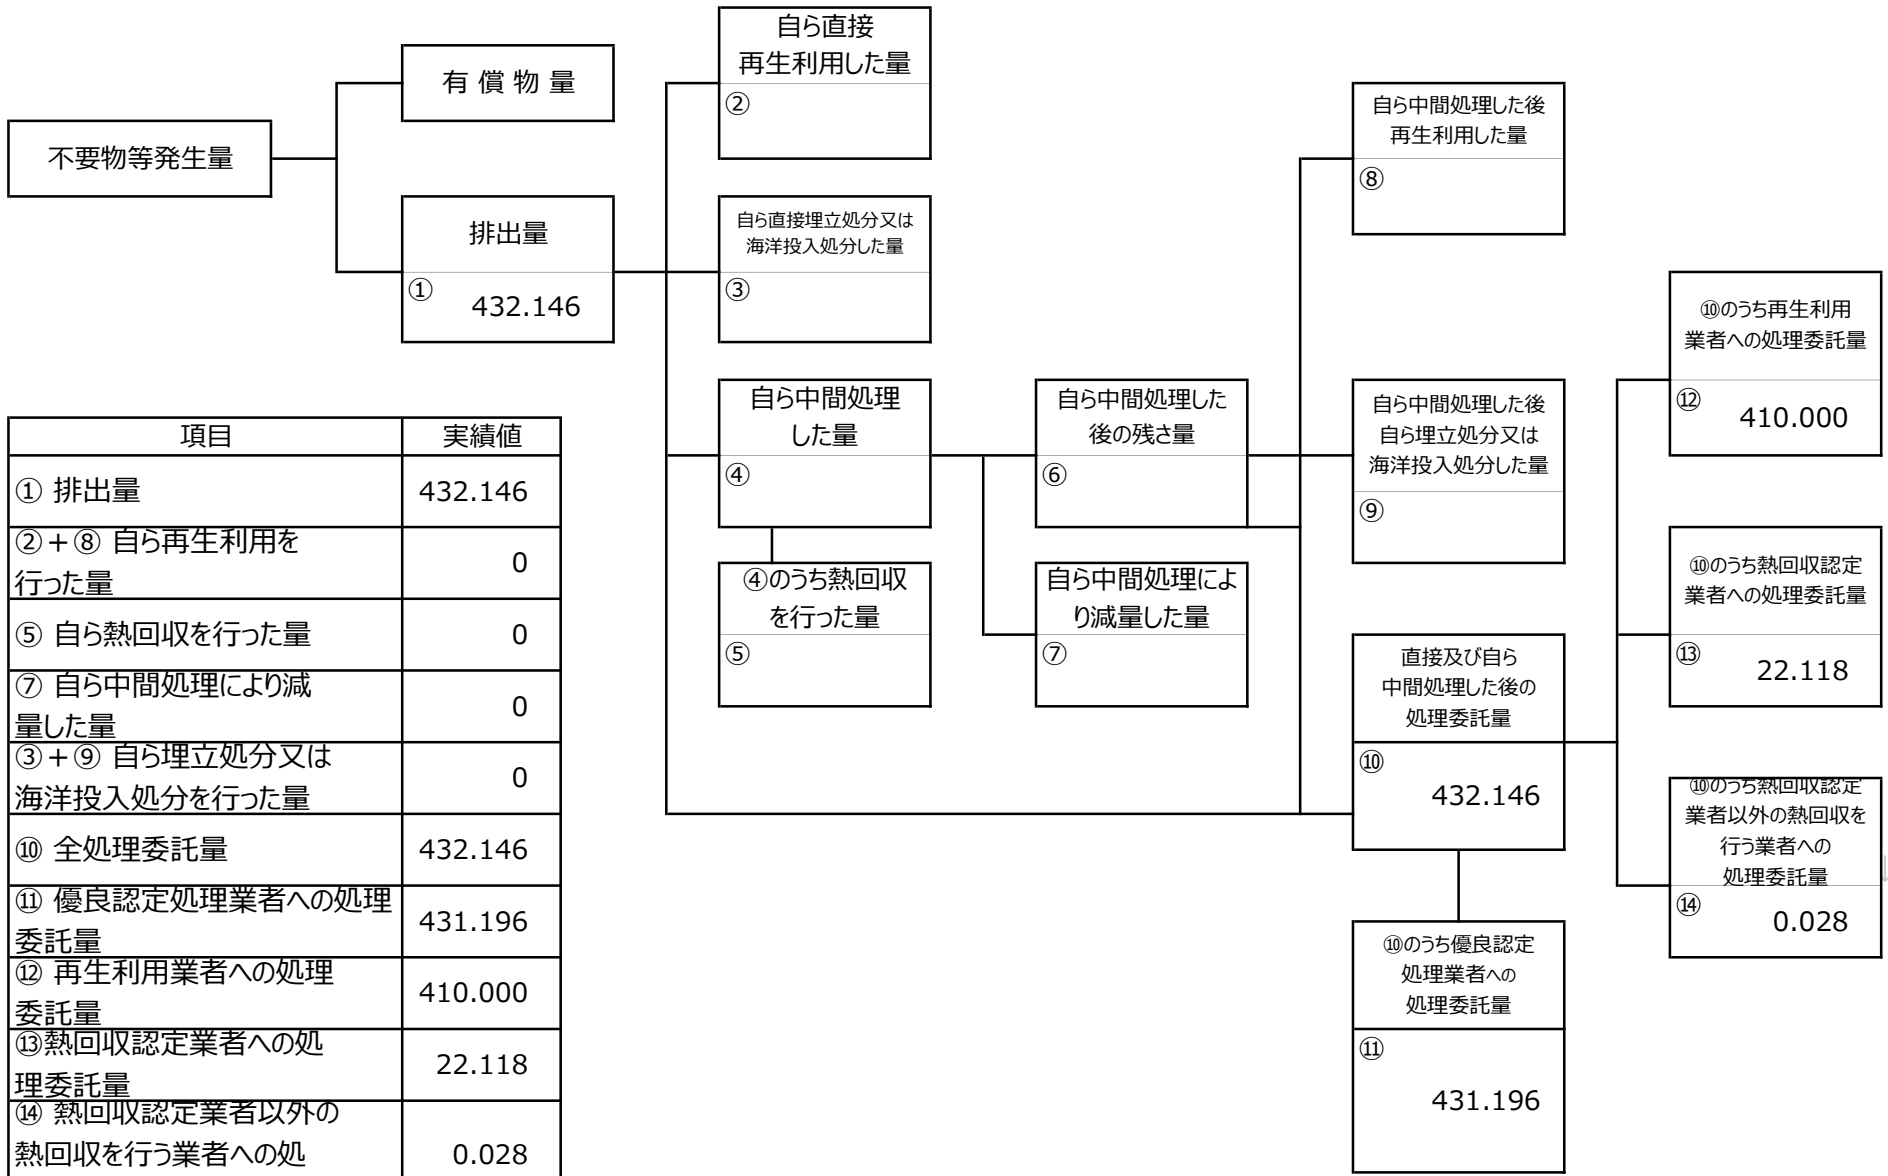 自ら直接
再生利用した量
②
有 償 物 量
不要物等発生量
自ら中間処理した後
再生利用した量
⑧
排出量
① 432.146
自ら直接埋立処分又は
海洋投入処分した量
③
⑩のうち再生利用
業者への処理委託量
⑫ 410.000
自ら中間処理
した量
④
自ら中間処理した
後の残さ量
⑥
自ら中間処理した後
自ら埋立処分又は
海洋投入処分した量
⑨
⑩のうち熱回収認定
業者への処理委託量
⑬ 22.118
④のうち熱回収
を行った量
⑤
自ら中間処理によ
り減量した量
⑦
直接及び自ら
中間処理した後の
処理委託量
⑩ 432.146
⑩のうち熱回収認定
業者以外の熱回収を
行う業者への
処理委託量
⑭ 0.028
⑩のうち優良認定
処理業者への
処理委託量
⑪ 431.196
項目 実績値
① 排出量 432.146
②+⑧ 自ら再生利用を
行った量 0
⑤ 自ら熱回収を行った量 0
⑦ 自ら中間処理により減
量した量 0
③+⑨ 自ら埋立処分又は
海洋投入処分を行った量 0
⑩ 全処理委託量 432.146
⑪ 優良認定処理業者への処理
委託量 431.196
⑫ 再生利用業者への処理
委託量 410.000
⑬熱回収認定業者への処
理委託量 22.118
⑭ 熱回収認定業者以外の
熱回収を行う業者への処 0.028